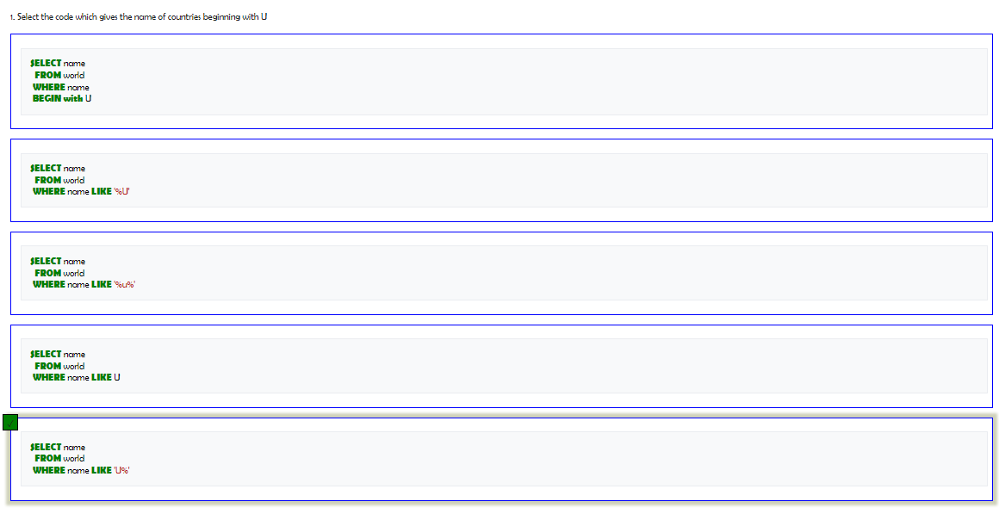 1. Select the code which gives the name of countries beginning with U
SELECT name
FROM world
WHERE name
BEGIN with U
SELECT name
FROM world
WHERE name LIKE '%U'
SELECT name
FROM world
WHERE name LIKE '%u%'
SELECT name
FROM world
WHERE name LIKE U
SELECT name
FROM world
WHERE name LIKE 'U%'